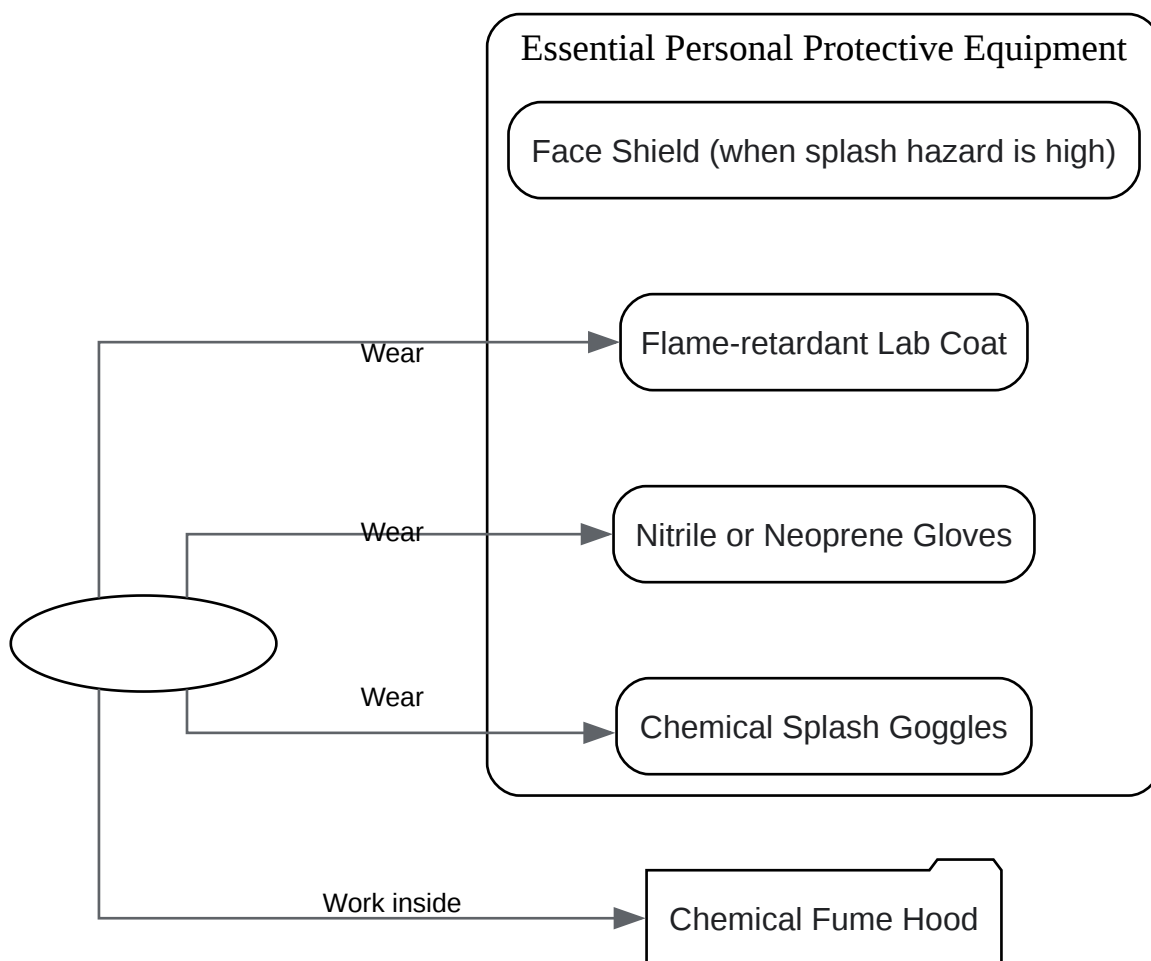 Essential Personal Protective Equipment
Face Shield (when splash hazard is high)
Wear
Flame-retardant Lab Coat
Wear
Nitrile or Neoprene Gloves
Wear
Chemical Splash Goggles
Work inside
Chemical Fume Hood